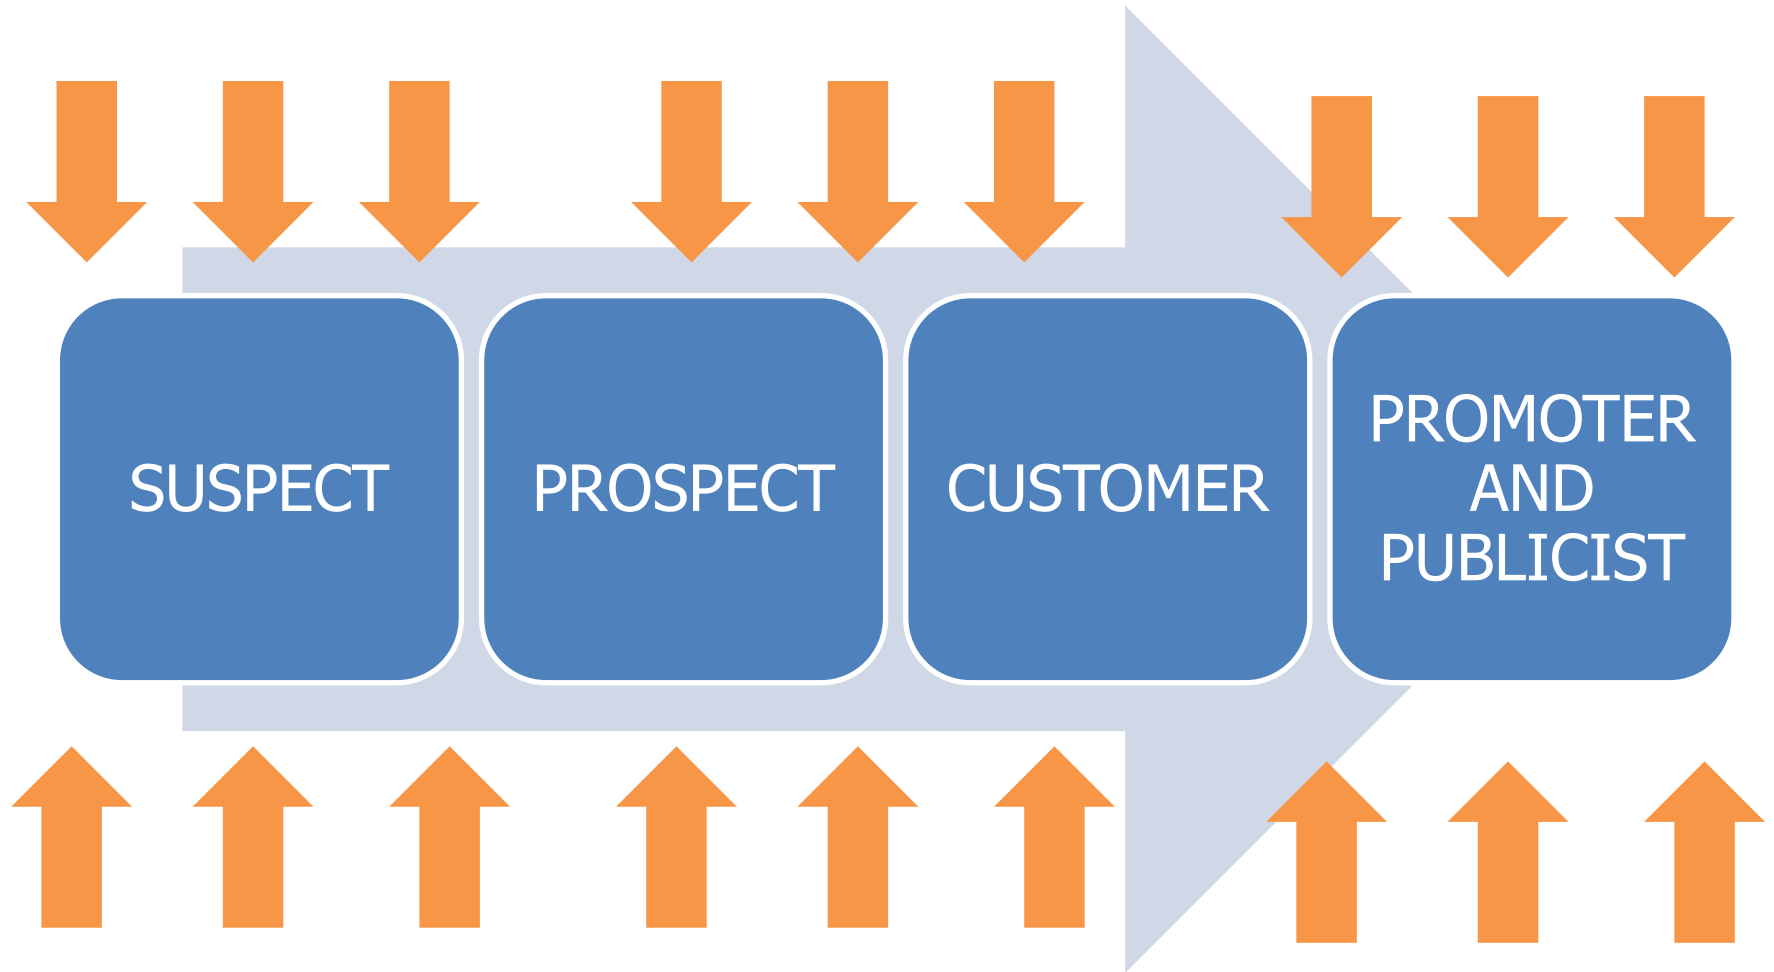 SUSPECT
PROSPECT
CUSTOMER
PROMOTER
AND
PUBLICIST